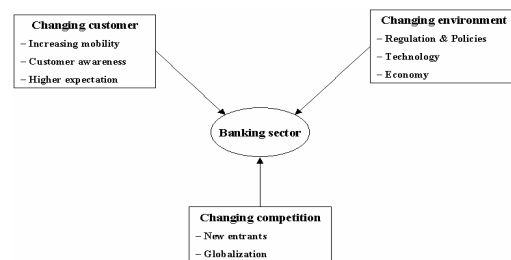 Changing customer
– Increasing mobility
– Customer awareness
– Higher expectation
Changing environment
– Regulation & Policies
– Technology
– Economy
Banking sector
Changing competition
– New entrants
– Globalization